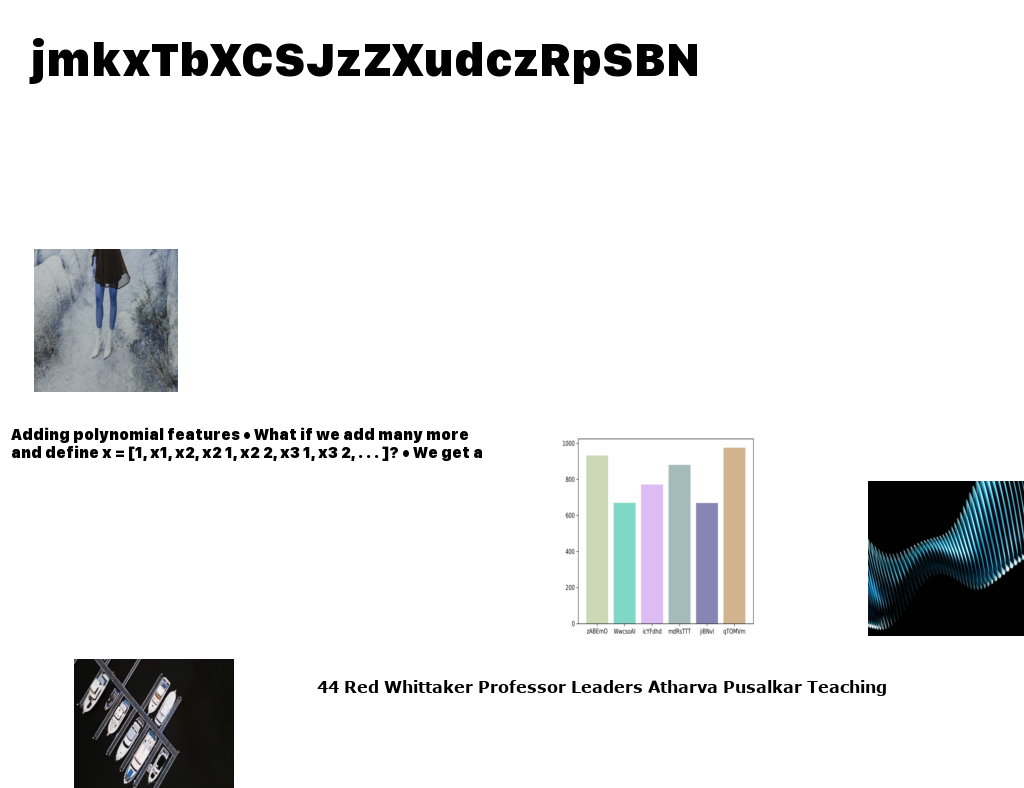 jmkxTbXCSJzZXudczRpSBN
Adding polynomial features • What if we add many more
and define x = [1, x1, x2, x2 1, x2 2, x3 1, x3 2, . . . ]? • We get a
1000
800
600
400
200
0
zABEmO WwcsoAI icYFdhd mdRsTTT jiBNvl qTOMVm
44 Red Whittaker Professor Leaders Atharva Pusalkar Teaching